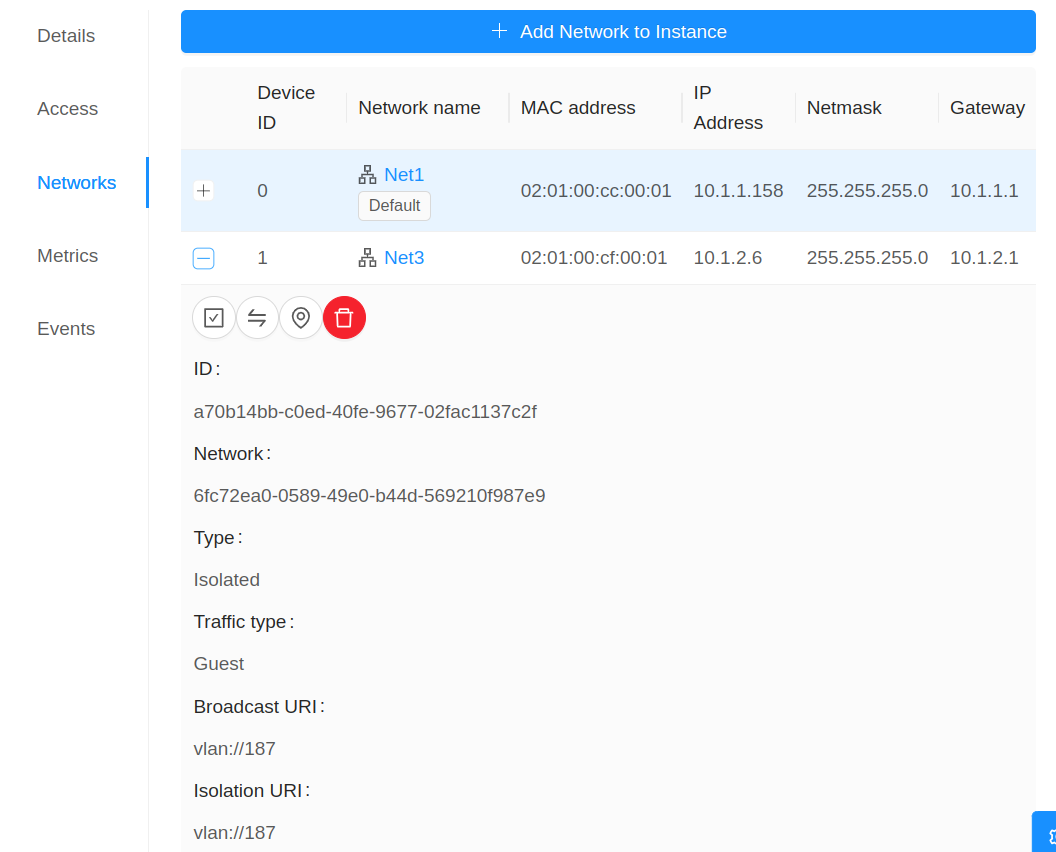 Details
Access
Networks
Metrics
Events
Add Network to Instance
Device ID
Network name
MAC address
IP Address
Netmask
Gateway
0
Net1
Default
02:01:00:cc:00:01
10.1.1.158
255.255.255.0
10.1.1.1
1
Net3
02:01:00:cf:00:01
10.1.2.6
255.255.255.0
10.1.2.1
ID:
a70b14bb-c0ed-40fe-9677-02fac1137c2f
Network:
6fc72ea0-0589-49e0-b44d-569210f987e9
Type:
Isolated
Traffic type:
Guest
Broadcast URI:
vlan://187
Isolation URI:
vlan://187